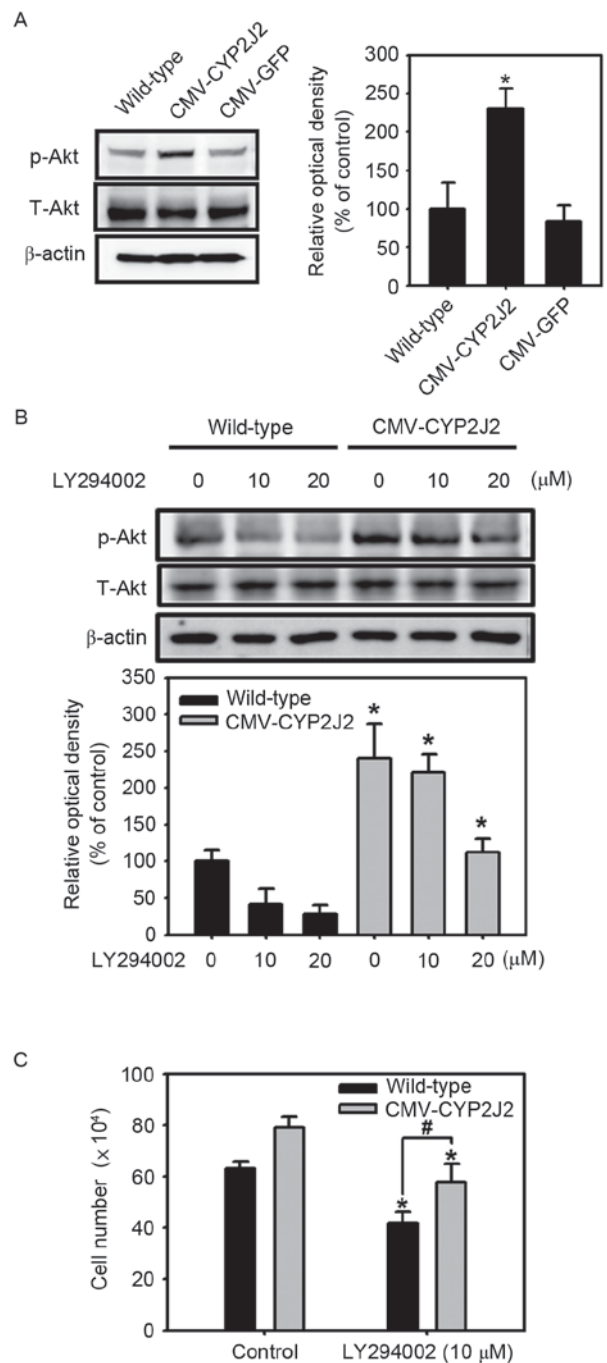 A
Wild-type
CMV-CYP2J2
CMV-GFP
p-Akt
T-Akt
β-actin
Relative optical density
(% of control)
300
250
200
150
100
50
0
*
Wild-type
CMV-CYP2J2
CMV-GFP
B
Wild-type CMV-CYP2J2
LY294002 0 10 20 0 10 20 (μM)
p-Akt
T-Akt
β-actin
Relative optical density
(% of control)
350
300
250
200
150
100
50
0
Wild-type
CMV-CYP2J2
* * *
LY294002 0 10 20 0 10 20 (μM)
C
Cell number (x 10⁴)
100
80
60
40
20
0
Wild-type
CMV-CYP2J2
#
* *
Control LY294002 (10 μM)